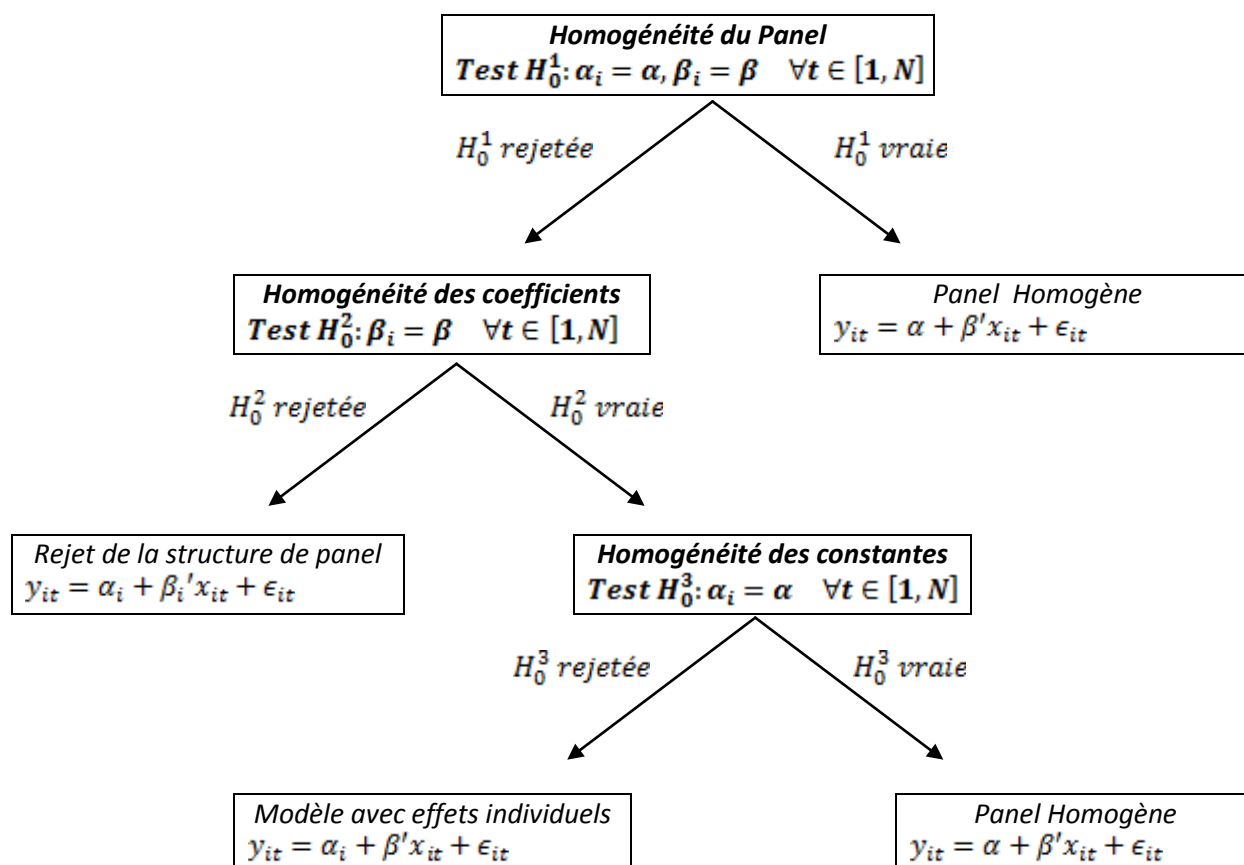 Homogénéité du Panel
Test H₀¹: αᵢ = α, βᵢ = β ∀t ∈ [1, N]
H₀¹ rejetée
H₀¹ vraie
Homogénéité des coefficients
Test H₀²: βᵢ = β ∀t ∈ [1, N]
Panel Homogène
yᵢₜ = α + β'xᵢₜ + ϵᵢₜ
H₀² rejetée
H₀² vraie
Rejet de la structure de panel
yᵢₜ = αᵢ + βᵢ'xᵢₜ + ϵᵢₜ
Homogénéité des constantes
Test H₀³: αᵢ = α ∀t ∈ [1, N]
H₀³ rejetée
H₀³ vraie
Modèle avec effets individuels
yᵢₜ = αᵢ + β'xᵢₜ + ϵᵢₜ
Panel Homogène
yᵢₜ = α + β'xᵢₜ + ϵᵢₜ